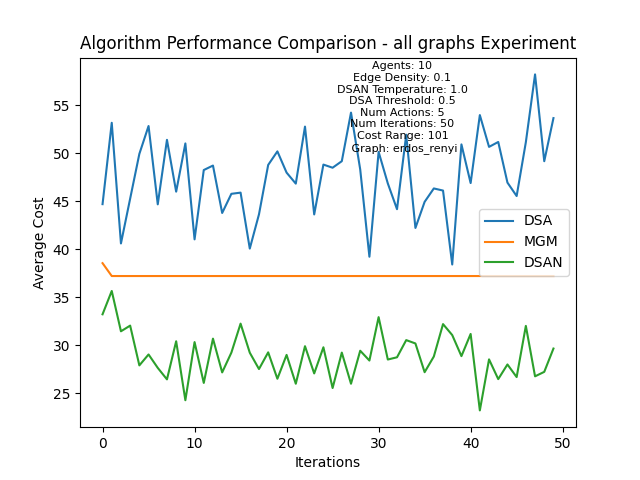 Algorithm Performance Comparison - all graphs Experiment
Agents: 10
Edge Density: 0.1
DSAN Temperature: 1.0
DSA Threshold: 0.5
Num Actions: 5
Num Iterations: 50
Cost Range: 101
Graph: erdos_renyi
55
50
45
40
35
30
25
Average Cost
DSA
MGM
DSAN
0
10
20
30
40
50
Iterations